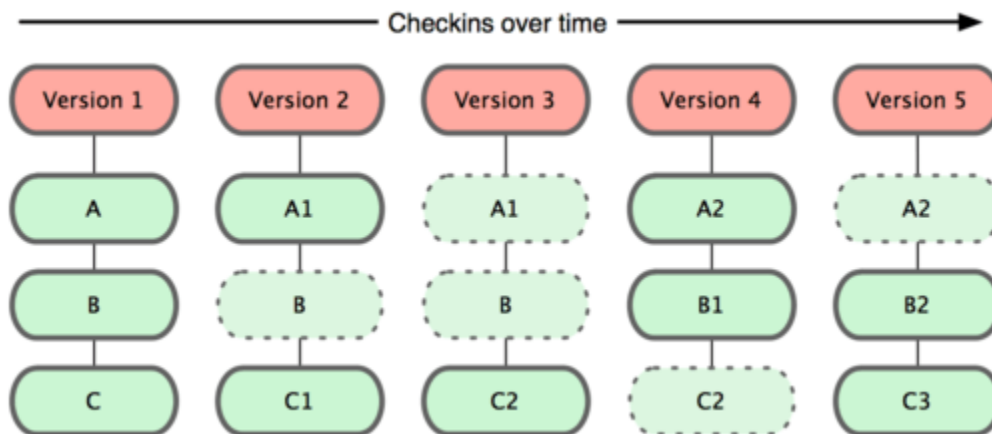 Checkins over time
Version 1 Version 2 Version 3 Version 4 Version 5
A A1 A1 A2 A2
B B B B1 B2
C C1 C2 C2 C3